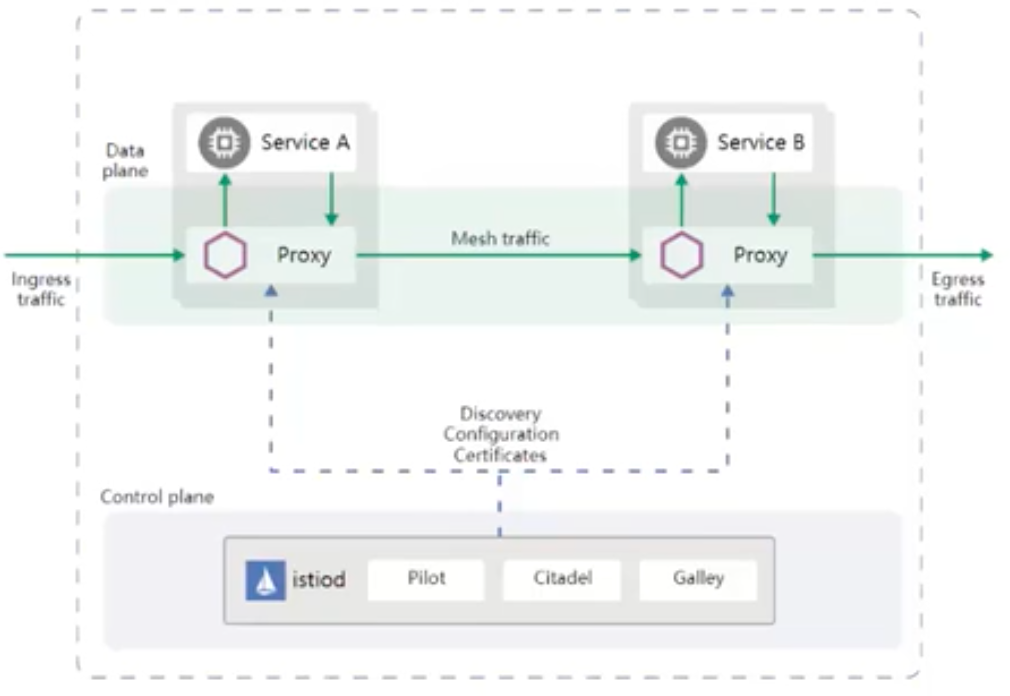 Data
plane
Service A
Service B
Proxy
Mesh traffic
Proxy
Ingress
traffic
Egress
traffic
Discovery
Configuration
Certificates
Control plane
istiod
Pilot
Citadel
Galley